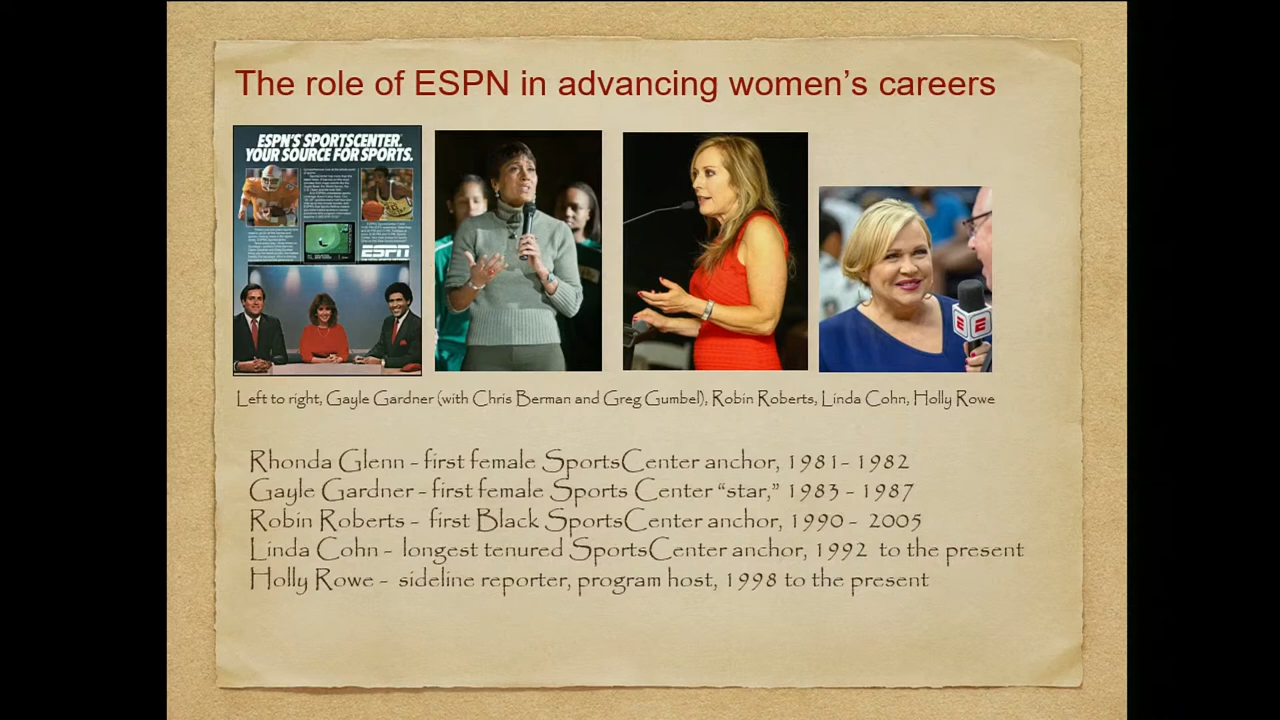 The role of ESPN in advancing women's careers
ESPN'S SPORTSCENTER.
YOUR SOURCE FOR SPORTS.
ESPN
Left to right, Gayle Gardner (with Chris Berman and Greg Gumbel), Robin Roberts, Linda Cohn, Holly Rowe
Rhonda Glenn - first female SportsCenter anchor, 1981- 1982
Gayle Gardner - first female Sports Center “star,” 1983 - 1987
Robin Roberts - first Black SportsCenter anchor, 1990 - 2005
Linda Cohn - longest tenured SportsCenter anchor, 1992 to the present
Holly Rowe - sideline reporter, program host, 1998 to the present